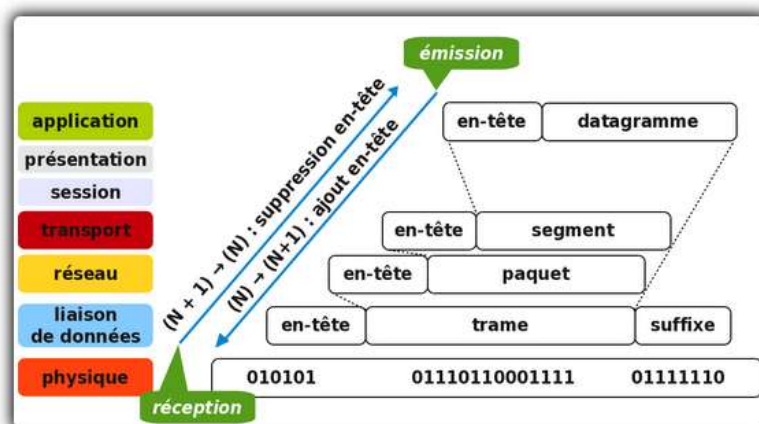 émission
application
en-tête datagramme
présentation
session
(N + 1) → (N) : suppression en-tête
(N) → (N+1) : ajout en-tête
transport
en-tête segment
réseau
en-tête paquet
liaison
de données
en-tête trame suffixe
physique
010101 01110110001111 01111110
réception